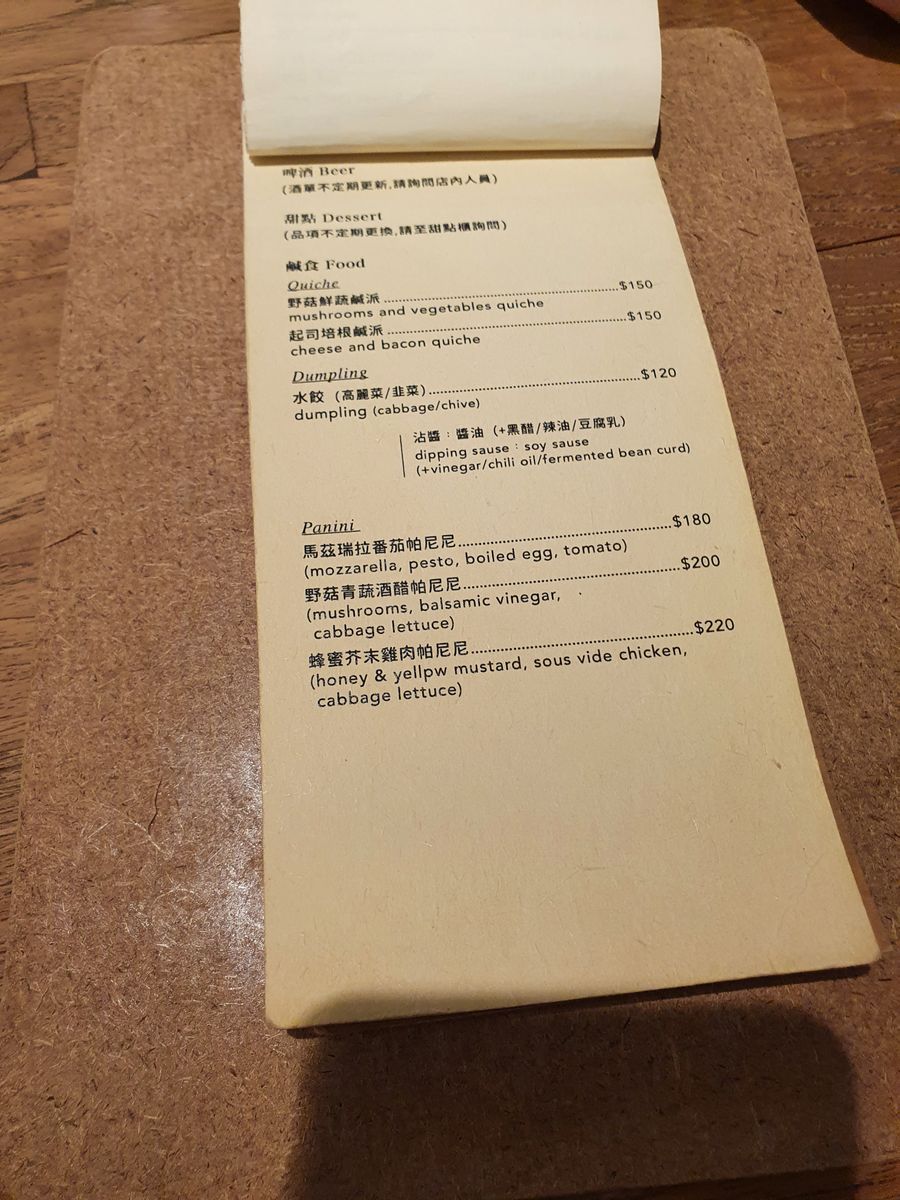 啤酒 Beer
(酒單不定期更新,請詢問店內人員)
甜點 Dessert
(品項不定期更換,請至甜點櫃詢問)
鹹食 Food
Quiche
野菇鮮蔬鹹派 ........................................ $150
mushrooms and vegetables quiche
起司培根鹹派 ........................................ $150
cheese and bacon quiche
Dumpling
水餃 (高麗菜/韭菜)........................................ $120
dumpling (cabbage/chive)
沾醬：醬油 (+黑醋/辣油/豆腐乳)
dipping sause：soy sause
(+vinegar/chili oil/fermented bean curd)
Panini
馬茲瑞拉番茄帕尼尼........................................ $180
(mozzarella, pesto, boiled egg, tomato)
野菇青蔬酒醋帕尼尼........................................ $200
(mushrooms, balsamic vinegar,
cabbage lettuce)
蜂蜜芥末雞肉帕尼尼........................................ $220
(honey & yellpw mustard, sous vide chicken,
cabbage lettuce)